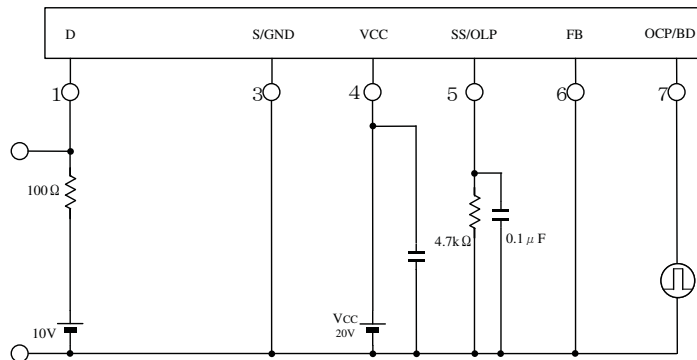 D S/GND VCC SS/OLP FB OCP/BD
1 3 4 5 6 7
100Ω
4.7kΩ 0.1μF
10V
VCC
20V